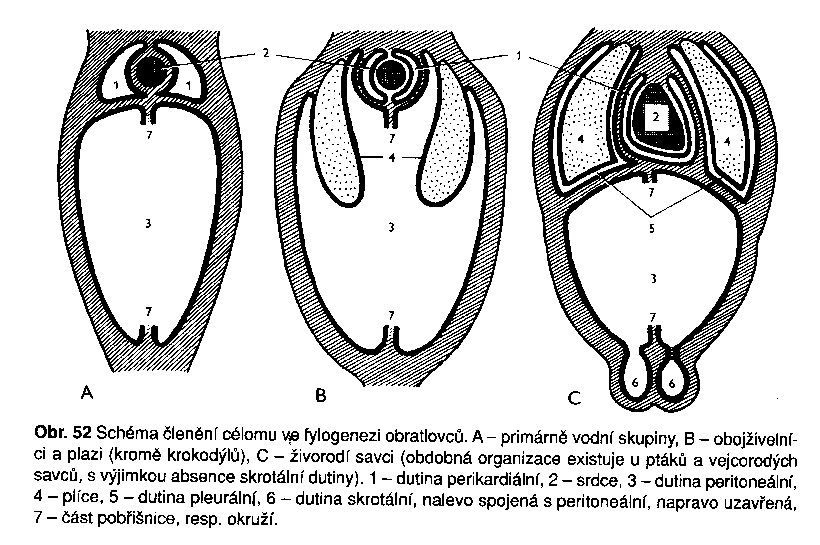 2 1
1 1 2
7 7 4 4
4 7
3 3 5
3
7 7 7
6 6
A B C
Obr. 52 Schéma členění célomu ve fylogenezi obratlovců. A – primárně vodní skupiny, B – obojživelní-
ci a plazi (kromě krokodýlů), C – živorodí savci (obdobná organizace existuje u ptáků a vejcorodých
savců, s výjimkou absence skrotální dutiny). 1 – dutina perikardiální, 2 – srdce, 3 – dutina peritoneální,
4 – plíce, 5 – dutina pleurální, 6 – dutina skrotální, nalevo spojená s peritoneální, napravo uzavřená,
7 – část pobřišnice, resp. okruží.